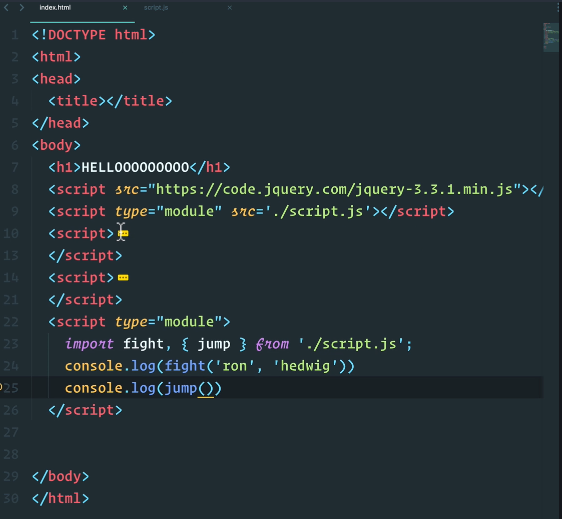 index.html × script.js ×
1 <!DOCTYPE html>
2 <html>
3 <head>
4 <title></title>
5 </head>
6 <body>
7 <h1>HELLOOOOOOOOO</h1>
8 <script src="https://code.jquery.com/jquery-3.3.1.min.js"></
9 <script type="module" src='./script.js'></script>
10 <script>
13 </script>
14 <script>
21 </script>
22 <script type="module">
23 import fight, { jump } from './script.js';
24 console.log(fight('ron', 'hedwig'))
25 console.log(jump())
26 </script>
27
28
29 </body>
30 </html>